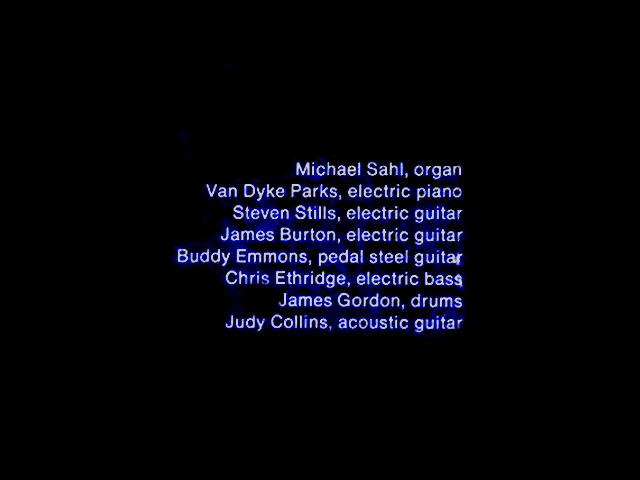 Michael Sahl, organ
Van Dyke Parks, electric piano
Steven Stills, electric guitar
James Burton, electric guitar
Buddy Emmons, pedal steel guitar
Chris Ethridge, electric bass
James Gordon, drums
Judy Collins, acoustic guitar